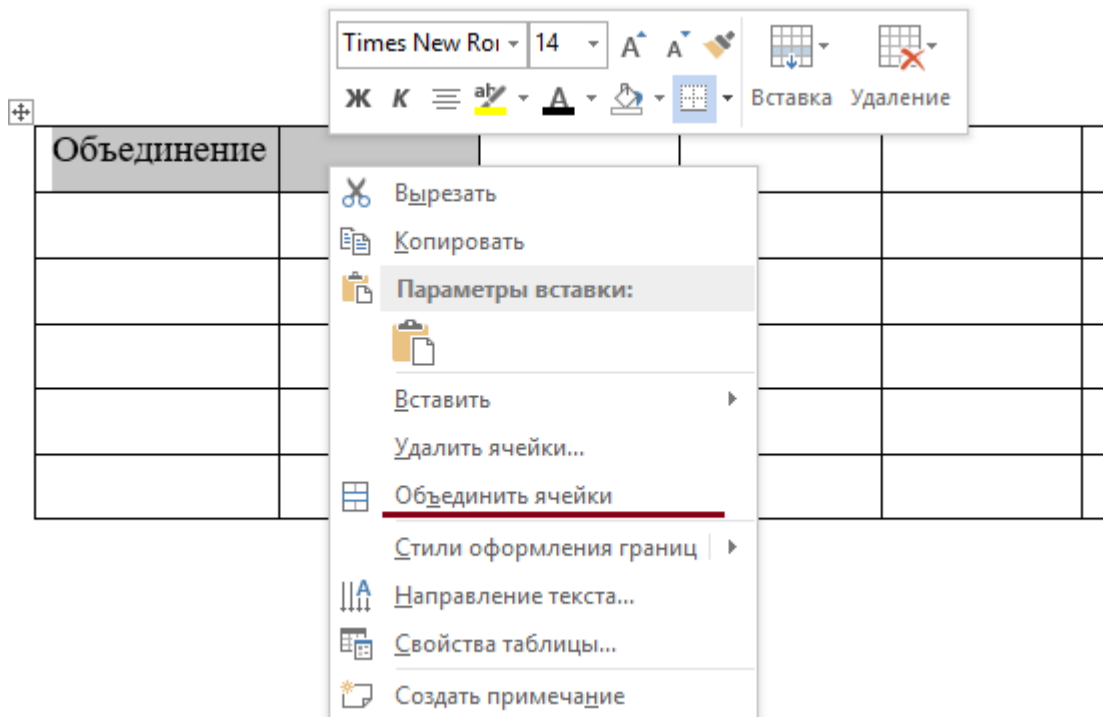 Times New Roı 14 A A
Ж К ab A Вставка Удаление
Объединение
Вырезать
Копировать
Параметры вставки:
Вставить
Удалить ячейки...
Объединить ячейки
Стили оформления границ
Направление текста...
Свойства таблицы...
Создать примечание